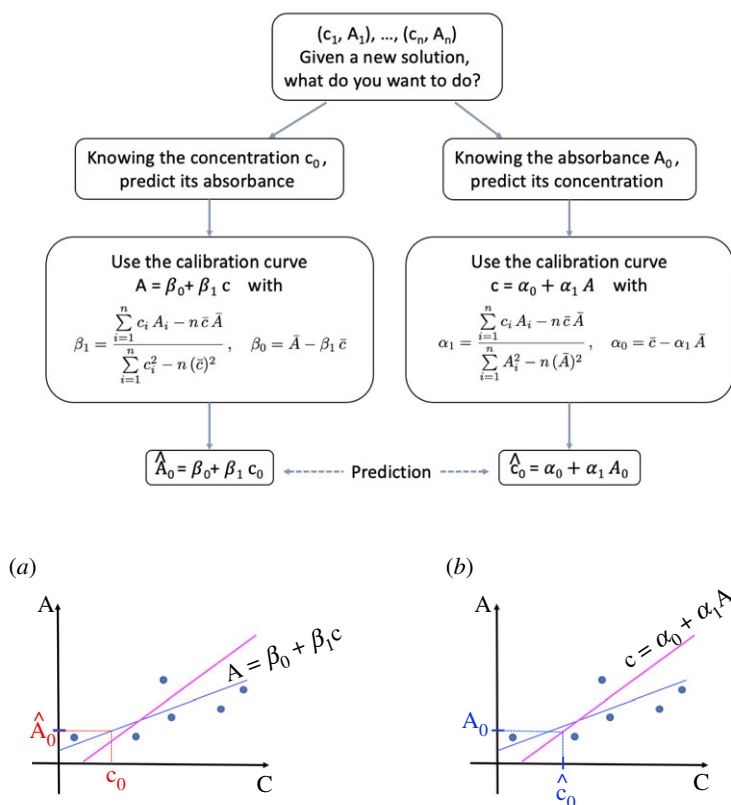 (c₁, A₁), ..., (cₙ, Aₙ)
Given a new solution,
what do you want to do?
Knowing the concentration c₀,
predict its absorbance
Knowing the absorbance A₀,
predict its concentration
Use the calibration curve
A = β₀+ β₁ c with
β₁ = (∑ᵢ₌₁ⁿ cᵢ Aᵢ − n c̄ Ā) / (∑ᵢ₌₁ⁿ cᵢ² − n (c̄)²) , β₀ = Ā − β₁ c̄
Use the calibration curve
c = α₀ + α₁ A with
α₁ = (∑ᵢ₌₁ⁿ cᵢ Aᵢ − n c̄ Ā) / (∑ᵢ₌₁ⁿ Aᵢ² − n (Ā)²) , α₀ = c̄ − α₁ Ā
Â₀ = β₀+ β₁ c₀
Prediction
ĉ₀ = α₀ + α₁ A₀
(a)
A
A = β₀ + β₁c
Â₀
c₀
C
(b)
A
c = α₀ + α₁A
A₀
ĉ₀
C